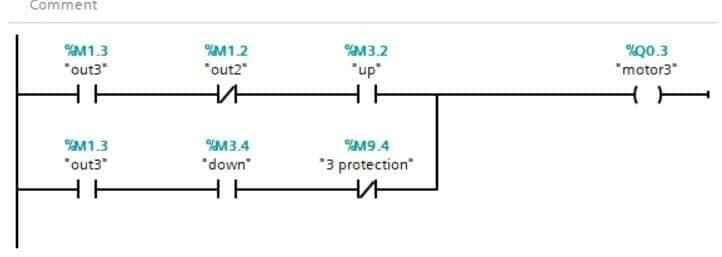 Comment
%M1.3 %M1.2 %M3.2 %Q0.3
"out3" "out2" "up" "motor3"
%M1.3 %M3.4 %M9.4
"out3" "down" "3 protection"